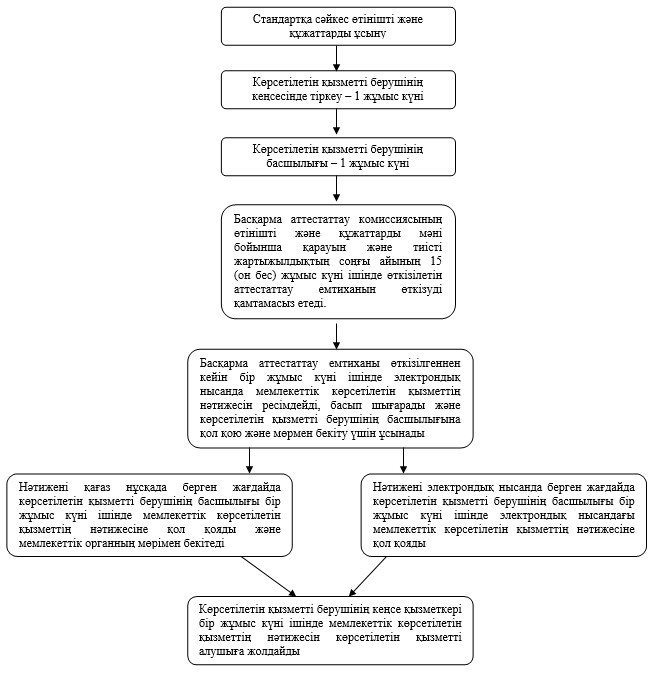 Стандартқа сәйкес өтінішті және
құжаттарды ұсыну
Көрсетілетін қызметті берушінің
кеңсесінде тіркеу – 1 жұмыс күні
Көрсетілетін қызметті берушінің
басшылығы – 1 жұмыс күні
Басқарма аттестаттау комиссиясының
өтінішті және құжаттарды мәні
бойынша қарауын және тиісті
жартыжылдықтың соңғы айының 15
(он бес) жұмыс күні ішінде өткізілетін
аттестаттау емтиханын өткізуді
қамтамасыз етеді.
Басқарма аттестаттау емтиханы өткізілгеннен
кейін бір жұмыс күні ішінде электрондық
нысанда мемлекеттік көрсетілетін қызметтің
нәтижесін ресімдейді, басып шығарады және
көрсетілетін қызметті берушінің басшылығына
қол қою және мөрмен бекіту үшін ұсынады
Нәтижені қағаз нұсқада берген жағдайда
көрсетілетін қызметті берушінің басшылығы бір
жұмыс күні ішінде мемлекеттік көрсетілетін
қызметтің нәтижесіне қол қояды және
мемлекеттік органның мөрімен бекітеді
Нәтижені электрондық нысанда берген жағдайда
көрсетілетін қызметті берушінің басшылығы бір
жұмыс күні ішінде электрондық нысандағы
мемлекеттік көрсетілетін қызметтің нәтижесіне
қол қояды
Көрсетілетін қызметті берушінің кеңсе қызметкері
бір жұмыс күні ішінде мемлекеттік көрсетілетін
қызметтің нәтижесін көрсетілетін қызметті
алушыға жолдайды